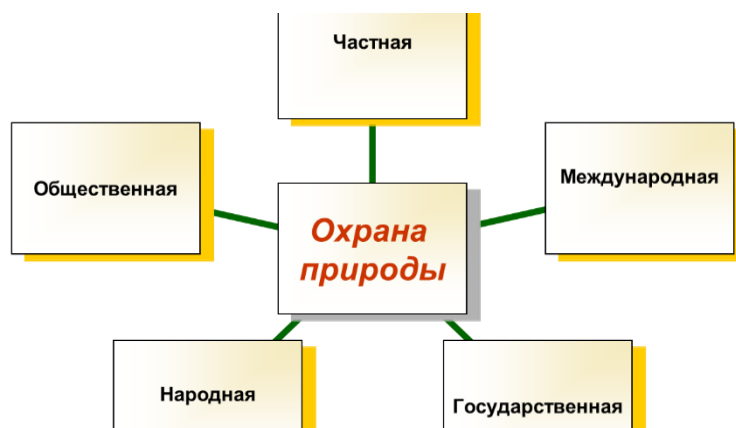 Частная
Общественная
Международная
Охрана
природы
Народная
Государственная